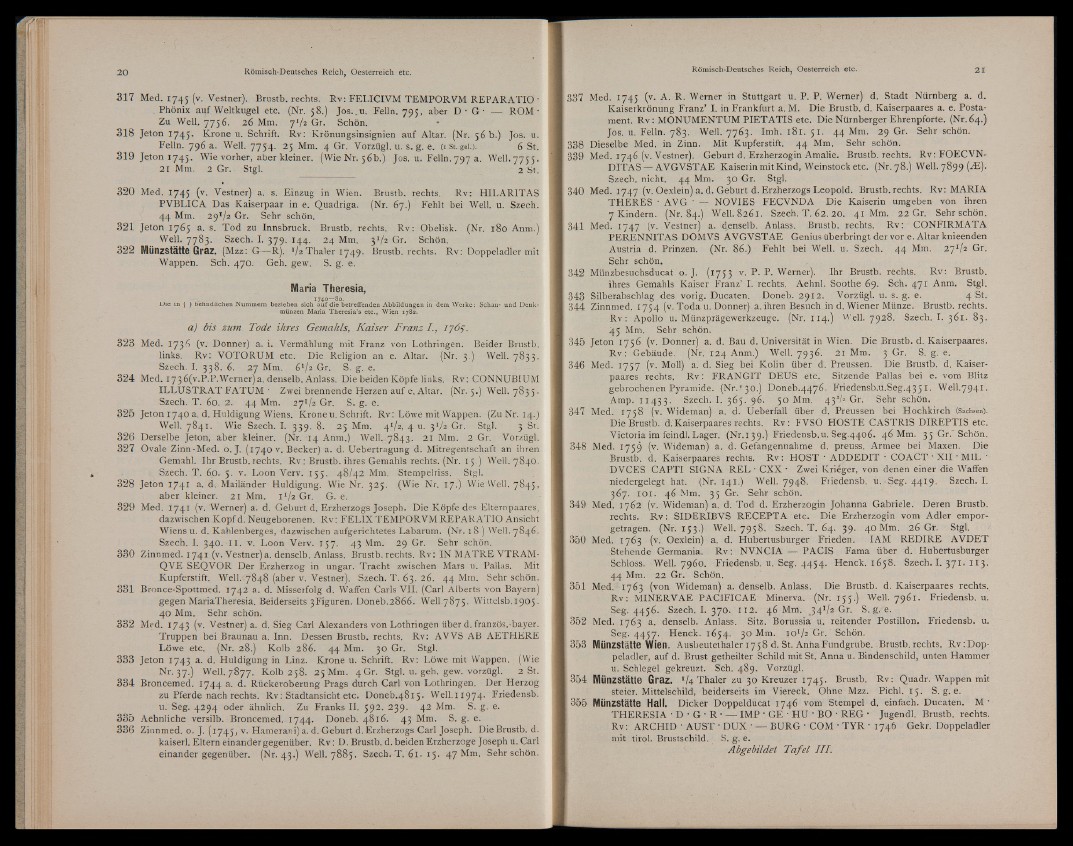 20
Römisch-Deutsches Reich, Oesterreich etc.
317 Med. 1745 (v. Vestner). Brustb. rechts. Rv: FELICIVM TEMPORVM REPARATIO ·
Phönix auf Weltkugel etc. (Nr. 58.) Jos. u. Felln. 795, aber D · G · — ROM ·
Zu Well. 7756. 26 Mm. 7¹/₂ Gr. Schön.
318 Jeton 1745. Krone u. Schrift. Rv: Krönungsinsignien auf Altar. (Nr. 56 b.) Jos. u.
Felln. 796 a. Well. 7754. 25 Mm. 4 Gr. Vorzügl. u. s. g. e. (1 St. gel.). 6 St.
319 Jeton 1745. Wie vorher, aber kleiner. (Wie Nr. 56b.) Jos. u. Felln. 797 a. Well. 7755.
21 Mm. 2 Gr. Stgl. 2 St.
320 Med. 1745 (v. Vestner) a. s. Einzug in Wien. Brustb. rechts. Rv: HILARITAS
PVBLICA Das Kaiserpaar in e. Quadriga. (Nr. 67.) Fehlt bei Well. u. Szech.
44 Mm. 29¹/₂ Gr. Sehr schön.
321 Jeton 1765 a. s. Tod zu Innsbruck. Brustb. rechts. Rv: Obelisk. (Nr. 180 Anm.)
Well. 7783. Szech. I. 379. 144. 24 Mm. 3¹/₂ Gr. Schön.
322 Münzstätte Graz. (Mzz: G—R). ¹/₂ Thaler 1749. Brustb. rechts. Rv: Doppeladler mit
Wappen. Sch. 470. Geh. gew. S. g. e.
Maria Theresia,
1740—80.
Die in ( ) befindlichen Nummern beziehen sich auf die betreffenden Abbildungen in dem Werke: Schau- und Denk-
münzen Maria Theresia's etc., Wien 1782.
a) bis zum Tode ihres Gemahls, Kaiser Franz I., 1765.
323 Med. 1736 (v. Donner) a. i. Vermählung mit Franz von Lothringen. Beider Brustb.
links. Rv: VOTORUM etc. Die Religion an e. Altar. (Nr. 3.) Well. 7833.
Szech. I. 338. 6. 27 Mm. 6¹/₂ Gr. S. g. e.
324 Med. 1736 (v. P. P. Werner) a. denselb. Anlass. Die beiden Köpfe links. Rv: CONNUBIUM
ILLUSTRAT FATUM · Zwei brennende Herzen auf e. Altar. (Nr. 5.) Well. 7835.
Szech. T. 60. 2. 44 Mm. 27¹/₂ Gr. S. g. e.
325 Jeton 1740 a. d. Huldigung Wiens. Krone u. Schrift. Rv: Löwe mit Wappen. (Zu Nr. 14.)
Well. 7841. Wie Szech. I. 339. 8. 25 Mm. 4¹/₂, 4 u. 3¹/₂ Gr. Stgl. 3 St.
326 Derselbe Jeton, aber kleiner. (Nr. 14 Anm.) Well. 7843. 21 Mm. 2 Gr. Vorzügl.
327 Ovale Zinn-Med. o. J. (1740 v. Becker) a. d. Uebertragung d. Mitregentschaft an ihren
Gemahl. Ihr Brustb. rechts. Rv: Brustb. ihres Gemahls rechts. (Nr. 15.) Well. 7840.
Szech. T. 60. 5. v. Loon Verv. 155. 48/42 Mm. Stempelriss. Stgl.
328 Jeton 1741 a. d. Mailänder Huldigung. Wie Nr. 325. (Wie Nr. 17.) Wie Well. 7845,
aber kleiner. 21 Mm. 1¹/₂ Gr. G. e.
329 Med. 1741 (v. Werner) a. d. Geburt d. Erzherzogs Joseph. Die Köpfe des Elternpaares,
dazwischen Kopf d. Neugeborenen. Rv: FELIX TEMPORVM REPARATIO Ansicht
Wiens u. d. Kahlenberges, dazwischen aufgerichtetes Labarum. (Nr. 18.) Well. 7846.
Szech. I. 340. 11. v. Loon Verv. 157. 43 Mm. 29 Gr. Sehr schön.
330 Zinnmed. 1741 (v. Vestner) a. denselb. Anlass. Brustb. rechts. Rv: IN MATRE VTRAM-
QVE SEQVOR Der Erzherzog in ungar. Tracht zwischen Mars u. Pallas. Mit
Kupferstift. Well. 7848 (aber v. Vestner). Szech. T. 63. 26. 44 Mm. Sehr schön.
331 Bronce-Spottmed. 1742 a. d. Misserfolg d. Waffen Carls VII. (Carl Alberts von Bayern)
gegen Maria Theresia. Beiderseits 3 Figuren. Doneb. 2866. Well. 7875. Wittelsb. 1905.
40 Mm. Sehr schön.
332 Med. 1743 (v. Vestner) a. d. Sieg Carl Alexanders von Lothringen über d. französ.-bayer.
Truppen bei Braunau a. Inn. Dessen Brustb. rechts. Rv: AVVS AB AETHERE
Löwe etc. (Nr. 28.) Kolb 286. 44 Mm. 30 Gr. Stgl.
333 Jeton 1743 a. d. Huldigung in Linz. Krone u. Schrift. Rv: Löwe mit Wappen. (Wie
Nr. 37.) Well. 7877. Kolb 258. 25 Mm. 4 Gr. Stgl. u. geh. gew. vorzügl. 2 St.
334 Broncemed. 1744 a. d. Rückeroberung Prags durch Carl von Lothringen. Der Herzog
zu Pferde nach rechts. Rv: Stadtansicht etc. Doneb. 4815. Well. 11974. Friedensb.
u. Seg. 4294 oder ähnlich. Zu Franks II. 592. 239. 42 Mm. S. g. e.
335 Aehnliche versilb. Broncemed. 1744. Doneb. 4816. 43 Mm. S. g. e.
336 Zinnmed. o. J. (1745, v. Hamerani) a. d. Geburt d. Erzherzogs Carl Joseph. Die Brustb. d.
kaiserl. Eltern einander gegenüber. Rv: D. Brustb. d. beiden Erzherzoge Joseph u. Carl
einander gegenüber. (Nr. 43.) Well. 7885. Szech. T. 61. 15. 47 Mm. Sehr schön.
Römisch-Deutsches Reich, Oesterreich etc.
21
337 Med. 1745 (v. A. R. Werner in Stuttgart u. P. P. Werner) d. Stadt Nürnberg a. d.
Kaiserkrönung Franz' I. in Frankfurt a. M. Die Brustb. d. Kaiserpaares a. e. Posta-
ment. Rv: MONUMENTUM PIETATIS etc. Die Nürnberger Ehrenpforte. (Nr. 64.)
Jos. u. Felln. 783. Well. 7763. Imh. 181. 51. 44 Mm. 29 Gr. Sehr schön.
338 Dieselbe Med. in Zinn. Mit Kupferstift. 44 Mm. Sehr schön.
339 Med. 1746 (v. Vestner). Geburt d. Erzherzogin Amalie. Brustb. rechts. Rv: FOECVN-
DITAS — AVGVSTAE Kaiserin mit Kind, Weinstock etc. (Nr. 78.) Well. 7899 (Æ).
Szech. nicht. 44 Mm. 30 Gr. Stgl.
340 Med. 1747 (v. Oexlein) a. d. Geburt d. Erzherzogs Leopold. Brustb. rechts. Rv: MARIA
THERES · AVG · — NOVIES FECVNDA Die Kaiserin umgeben von ihren
7 Kindern. (Nr. 84.) Well. 8261. Szech. T. 62. 20. 41 Mm. 22 Gr. Sehr schön.
341 Med. 1747 (v. Vestner) a. denselb. Anlass. Brustb. rechts. Rv: CONFIRMATA
PERENNITAS DOMVS AVGVSTAE Genius überbringt der vor e. Altar knieenden
Austria d. Prinzen. (Nr. 86.) Fehlt bei Well. u. Szech. 44 Mm. 27¹/₂ Gr.
Sehr schön.
342 Münzbesuchsducat o. J. (1753 v. P. P. Werner). Ihr Brustb. rechts. Rv: Brustb.
ihres Gemahls Kaiser Franz' I. rechts. Aehnl. Soothe 69. Sch. 471 Anm. Stgl.
343 Silberabschlag des vorig. Ducaten. Doneb. 2912. Vorzügl. u. s. g. e. 4 St.
344 Zinnmed. 1754 (v. Toda u. Donner) a. ihren Besuch in d. Wiener Münze. Brustb. rechts.
Rv: Apollo u. Münzprägewerkzeuge. (Nr. 114.) Well. 7928. Szech. I. 361. 83.
45 Mm. Sehr schön.
345 Jeton 1756 (v. Donner) a. d. Bau d. Universität in Wien. Die Brustb. d. Kaiserpaares.
Rv: Gebäude. (Nr. 124 Anm.) Well. 7936. 21 Mm. 3 Gr. S. g. e.
346 Med. 1757 (v. Moll) a. d. Sieg bei Kolin über d. Preussen. Die Brustb. d. Kaiser-
paares rechts. Rv: FRANGIT DEUS etc. Sitzende Pallas bei e. vom Blitz
gebrochenen Pyramide. (Nr. 130.) Doneb. 4476. Friedensb. u. Seg. 4351. Well. 7941.
Amp. 11433. Szech. I. 365. 96. 50 Mm. 43¹/₂ Gr. Sehr schön.
347 Med. 1758 (v. Wideman) a. d. Ueberfall über d. Preussen bei Hochkirch (Sachsen).
Die Brustb. d. Kaiserpaares rechts. Rv: FVSO HOSTE CASTRIS DIREPTIS etc.
Victoria im feindl. Lager. (Nr. 139.) Friedensb. u. Seg. 4406. 46 Mm. 35 Gr. Schön.
348 Med. 1759 (v. Wideman) a. d. Gefangennahme d. preuss. Armee bei Maxen. Die
Brustb. d. Kaiserpaares rechts. Rv: HOST · ADDEDIT · COACT · XII · MIL ·
DVCES CAPTI SIGNA REL · CXX · Zwei Krieger, von denen einer die Waffen
niedergelegt hat. (Nr. 141.) Well. 7948. Friedensb. u. Seg. 4419. Szech. I.
367. 101. 46 Mm. 35 Gr. Sehr schön.
349 Med. 1762 (v. Wideman) a. d. Tod d. Erzherzogin Johanna Gabriele. Deren Brustb.
rechts. Rv: SIDERIBVS RECEPTA etc. Die Erzherzogin vom Adler empor-
getragen. (Nr. 153.) Well. 7958. Szech. T. 64. 39. 40 Mm. 26 Gr. Stgl.
350 Med. 1763 (v. Oexlein) a. d. Hubertusburger Frieden. IAM REDIRE AVDET
Stehende Germania. Rv: NVNCIA — PACIS Fama über d. Hubertusburger
Schloss. Well. 7960. Friedensb. u. Seg. 4454. Henck. 1658. Szech. I. 371. 113.
44 Mm. 22 Gr. Schön.
351 Med. 1763 (von Wideman) a. denselb. Anlass. Die Brustb. d. Kaiserpaares rechts.
Rv: MINERVAE PACIFICAE Minerva. (Nr. 155.) Well. 7961. Friedensb. u.
Seg. 4456. Szech. I. 370. 112. 46 Mm. 34¹/₂ Gr. S. g. e.
352 Med. 1763 a. denselb. Anlass. Sitz. Borussia u. reitender Postillon. Friedensb. u.
Seg. 4457. Henck. 1654. 30 Mm. 10¹/₂ Gr. Schön.
353 Münzstätte Wien. Ausbeutethaler 1758 d. St. Anna Fundgrube. Brustb. rechts. Rv: Dop-
peladler, auf d. Brust getheilter Schild mit St. Anna u. Bindenschild, unten Hammer
u. Schlegel gekreuzt. Sch. 489. Vorzügl.
354 Münzstätte Graz. ¹/₄ Thaler zu 30 Kreuzer 1745. Brustb. Rv: Quadr. Wappen mit
steier. Mittelschild, beiderseits im Viereck. Ohne Mzz. Pichl. 15. S. g. e.
355 Münzstätte Hall. Dicker Doppelducat 1746 vom Stempel d. einfach. Ducaten. M ·
THERESIA · D · G · R · — IMP · GE · HU · BO · REG · Jugendl. Brustb. rechts.
Rv: ARCHID · AUST · DUX · — BURG · COM · TYR · 1746 Gekr. Doppeladler
mit tirol. Brustschild. S. g. e.
Abgebildet Tafel III.